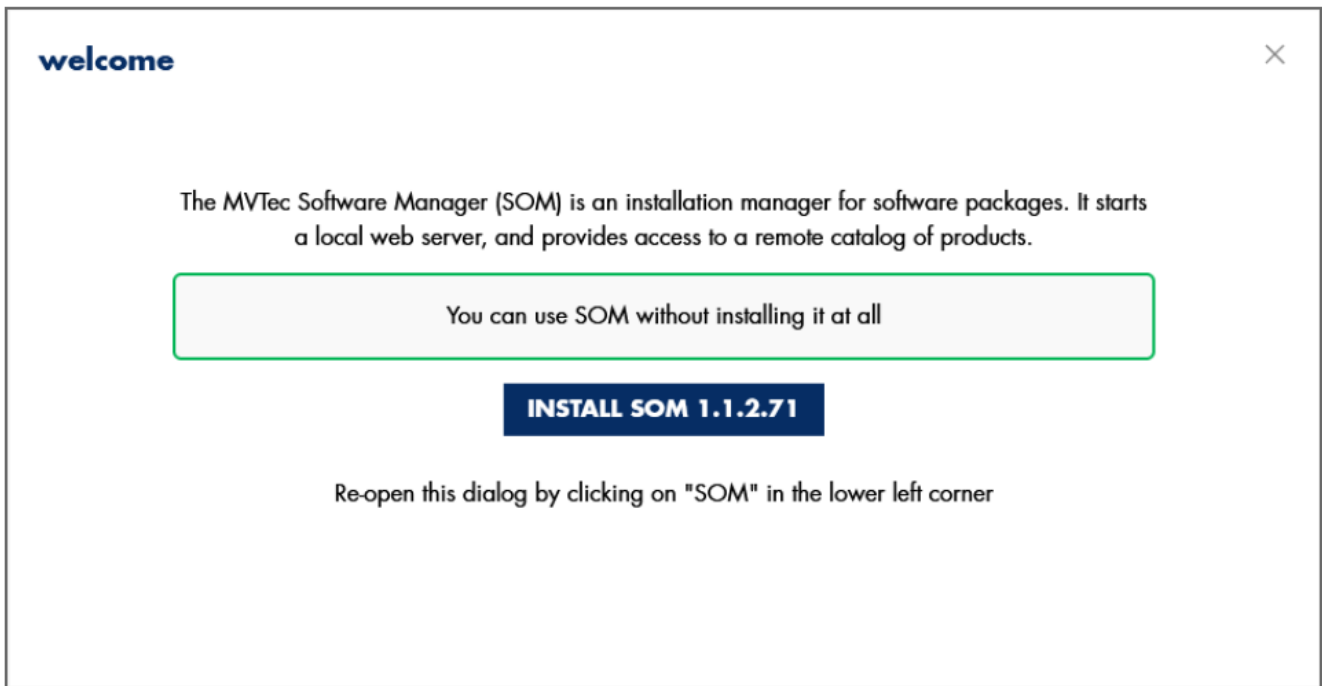 welcome
The MVTec Software Manager (SOM) is an installation manager for software packages. It starts
a local web server, and provides access to a remote catalog of products.
You can use SOM without installing it at all
INSTALL SOM 1.1.2.71
Re-open this dialog by clicking on "SOM" in the lower left corner